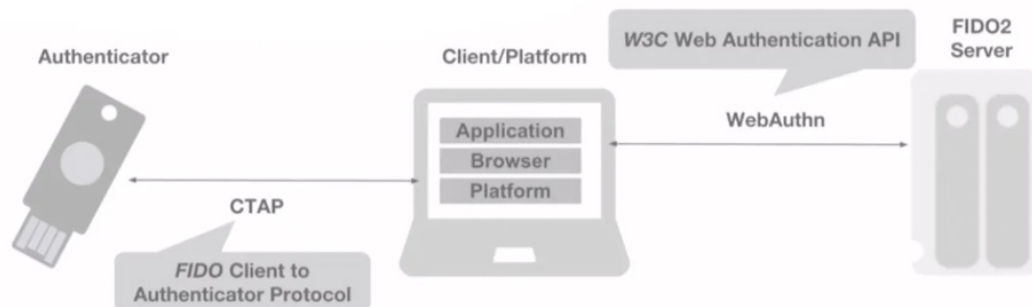 W3C Web Authentication API
FIDO2
Server
Authenticator
Client/Platform
WebAuthn
Application
Browser
Platform
CTAP
FIDO Client to
Authenticator Protocol